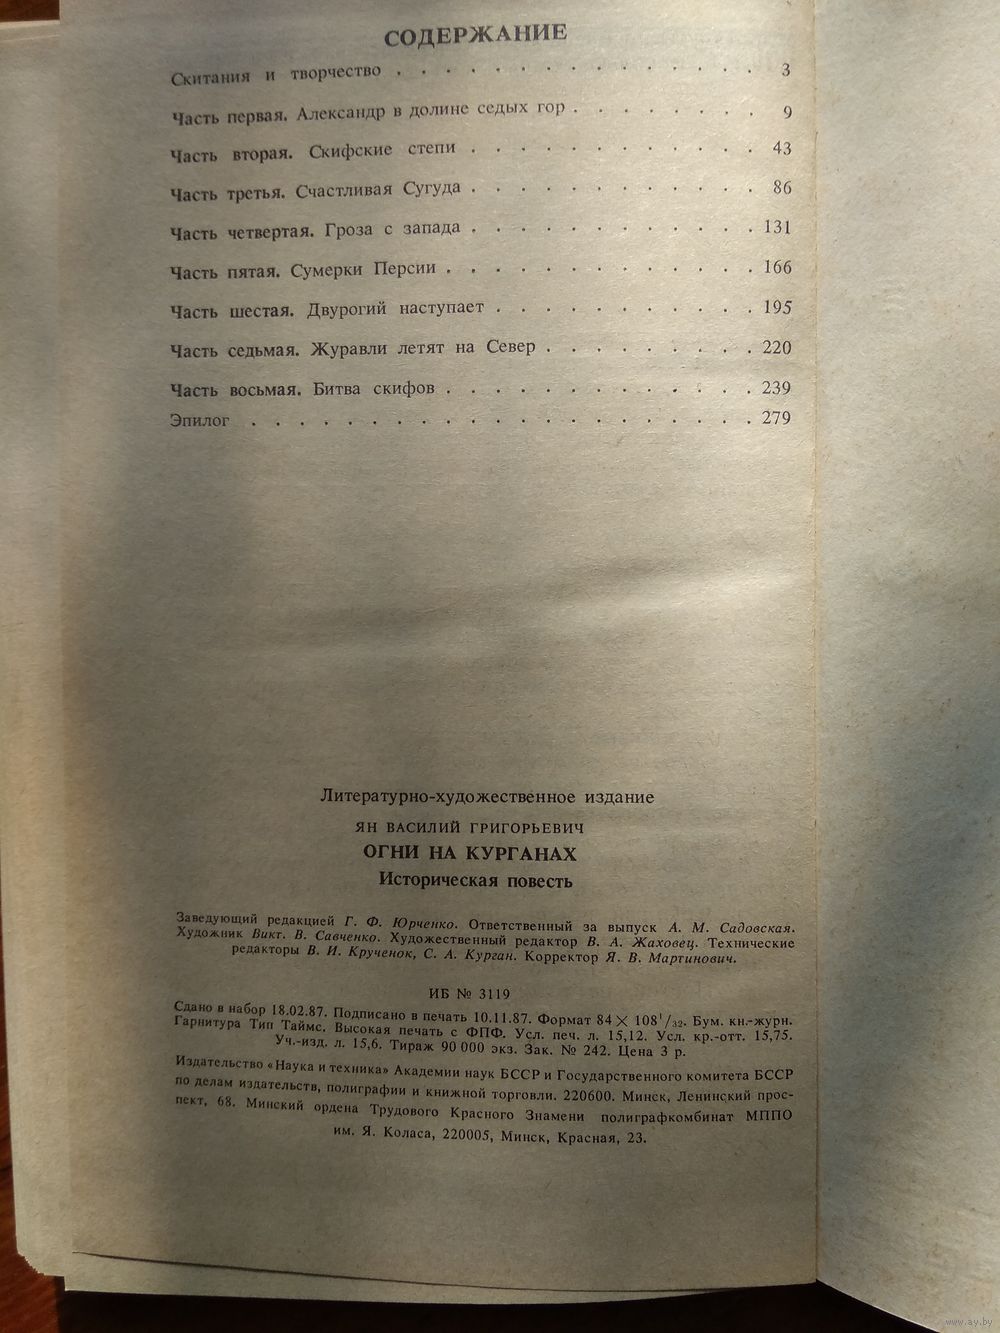 СОДЕРЖАНИЕ
Скитания и творчество . . . . . . . . . . . . . . . 3
Часть первая. Александр в долине седых гор . . . . . . . . 9
Часть вторая. Скифские степи . . . . . . . . . . . . 43
Часть третья. Счастливая Сугуда . . . . . . . . . . . . 86
Часть четвертая. Гроза с запада . . . . . . . . . . . . 131
Часть пятая. Сумерки Персии . . . . . . . . . . . . . 166
Часть шестая. Двурогий наступает . . . . . . . . . . . 195
Часть седьмая. Журавли летят на Север . . . . . . . . . 220
Часть восьмая. Битва скифов . . . . . . . . . . . . . 239
Эпилог . . . . . . . . . . . . . . . . . . . . . 279
Литературно-художественное издание
ЯН ВАСИЛИЙ ГРИГОРЬЕВИЧ
ОГНИ НА КУРГАНАХ
Историческая повесть
Заведующий редакцией Г. Ф. Юрченко. Ответственный за выпуск А. М. Садовская.
Художник Викт. В. Савченко. Художественный редактор В. А. Жаховец. Технические
редакторы В. И. Крученок, С. А. Курган. Корректор Я. В. Мартинович.
ИБ № 3119
Сдано в набор 18.02.87. Подписано в печать 10.11.87. Формат 84×108¹/₃₂. Бум. кн.-журн.
Гарнитура Тип Таймс. Высокая печать с ФПФ. Усл. печ. л. 15,12. Усл. кр.-отт. 15,75.
Уч.-изд. л. 15,6. Тираж 90 000 экз. Зак. № 242. Цена 3 р.
Издательство «Наука и техника» Академии наук БССР и Государственного комитета БССР
по делам издательств, полиграфии и книжной торговли. 220600. Минск, Ленинский прос-
пект, 68. Минский ордена Трудового Красного Знамени полиграфкомбинат МППО
им. Я. Коласа, 220005, Минск, Красная, 23.
www.ay.by